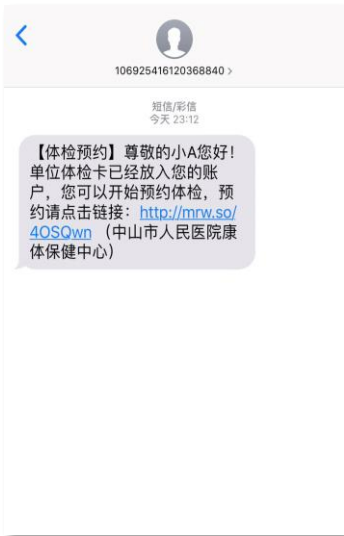 106925416120368840 >
短信/彩信
今天 23:12
【体检预约】尊敬的小A您好！
单位体检卡已经放入您的账
户，您可以开始预约体检，预
约请点击链接：http://mrw.so/
4OSQwn （中山市人民医院康
体保健中心）